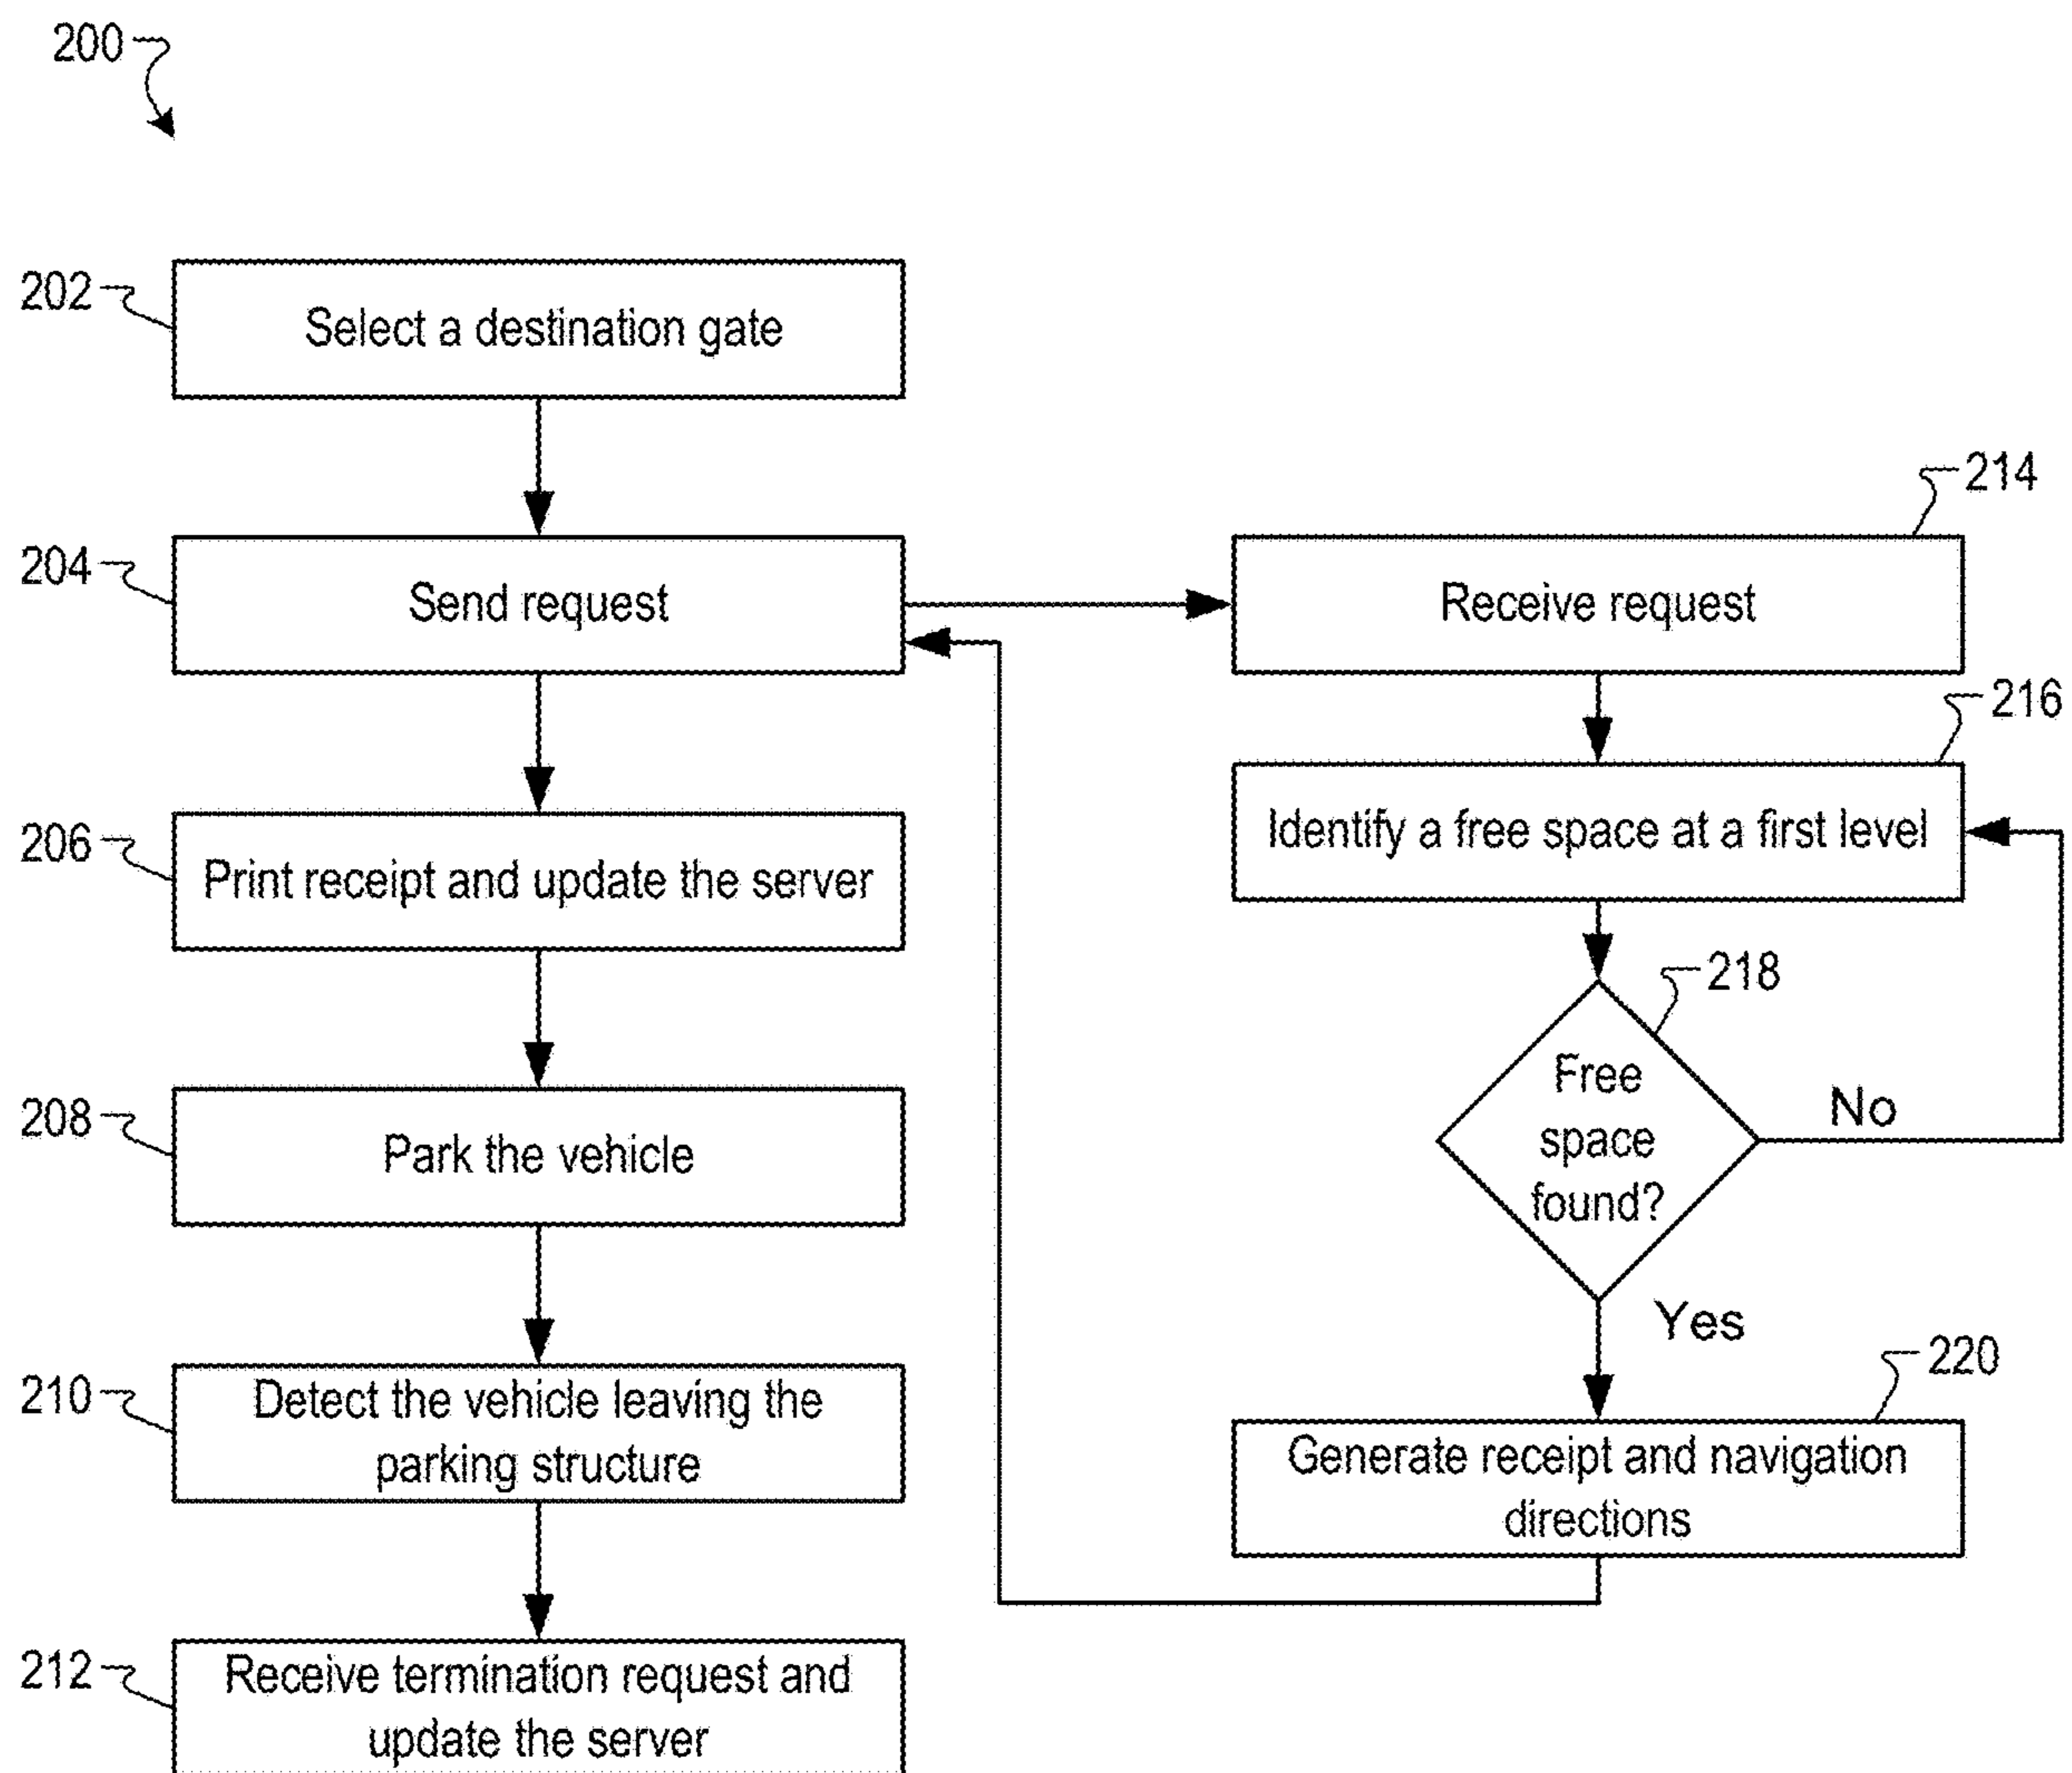 200
202
Select a destination gate
204
Send request
206
Print receipt and update the server
208
Park the vehicle
210
Detect the vehicle leaving the
parking structure
212
Receive termination request and
update the server
214
Receive request
216
Identify a free space at a first level
218
Free
space
found?
No
Yes
220
Generate receipt and navigation
directions